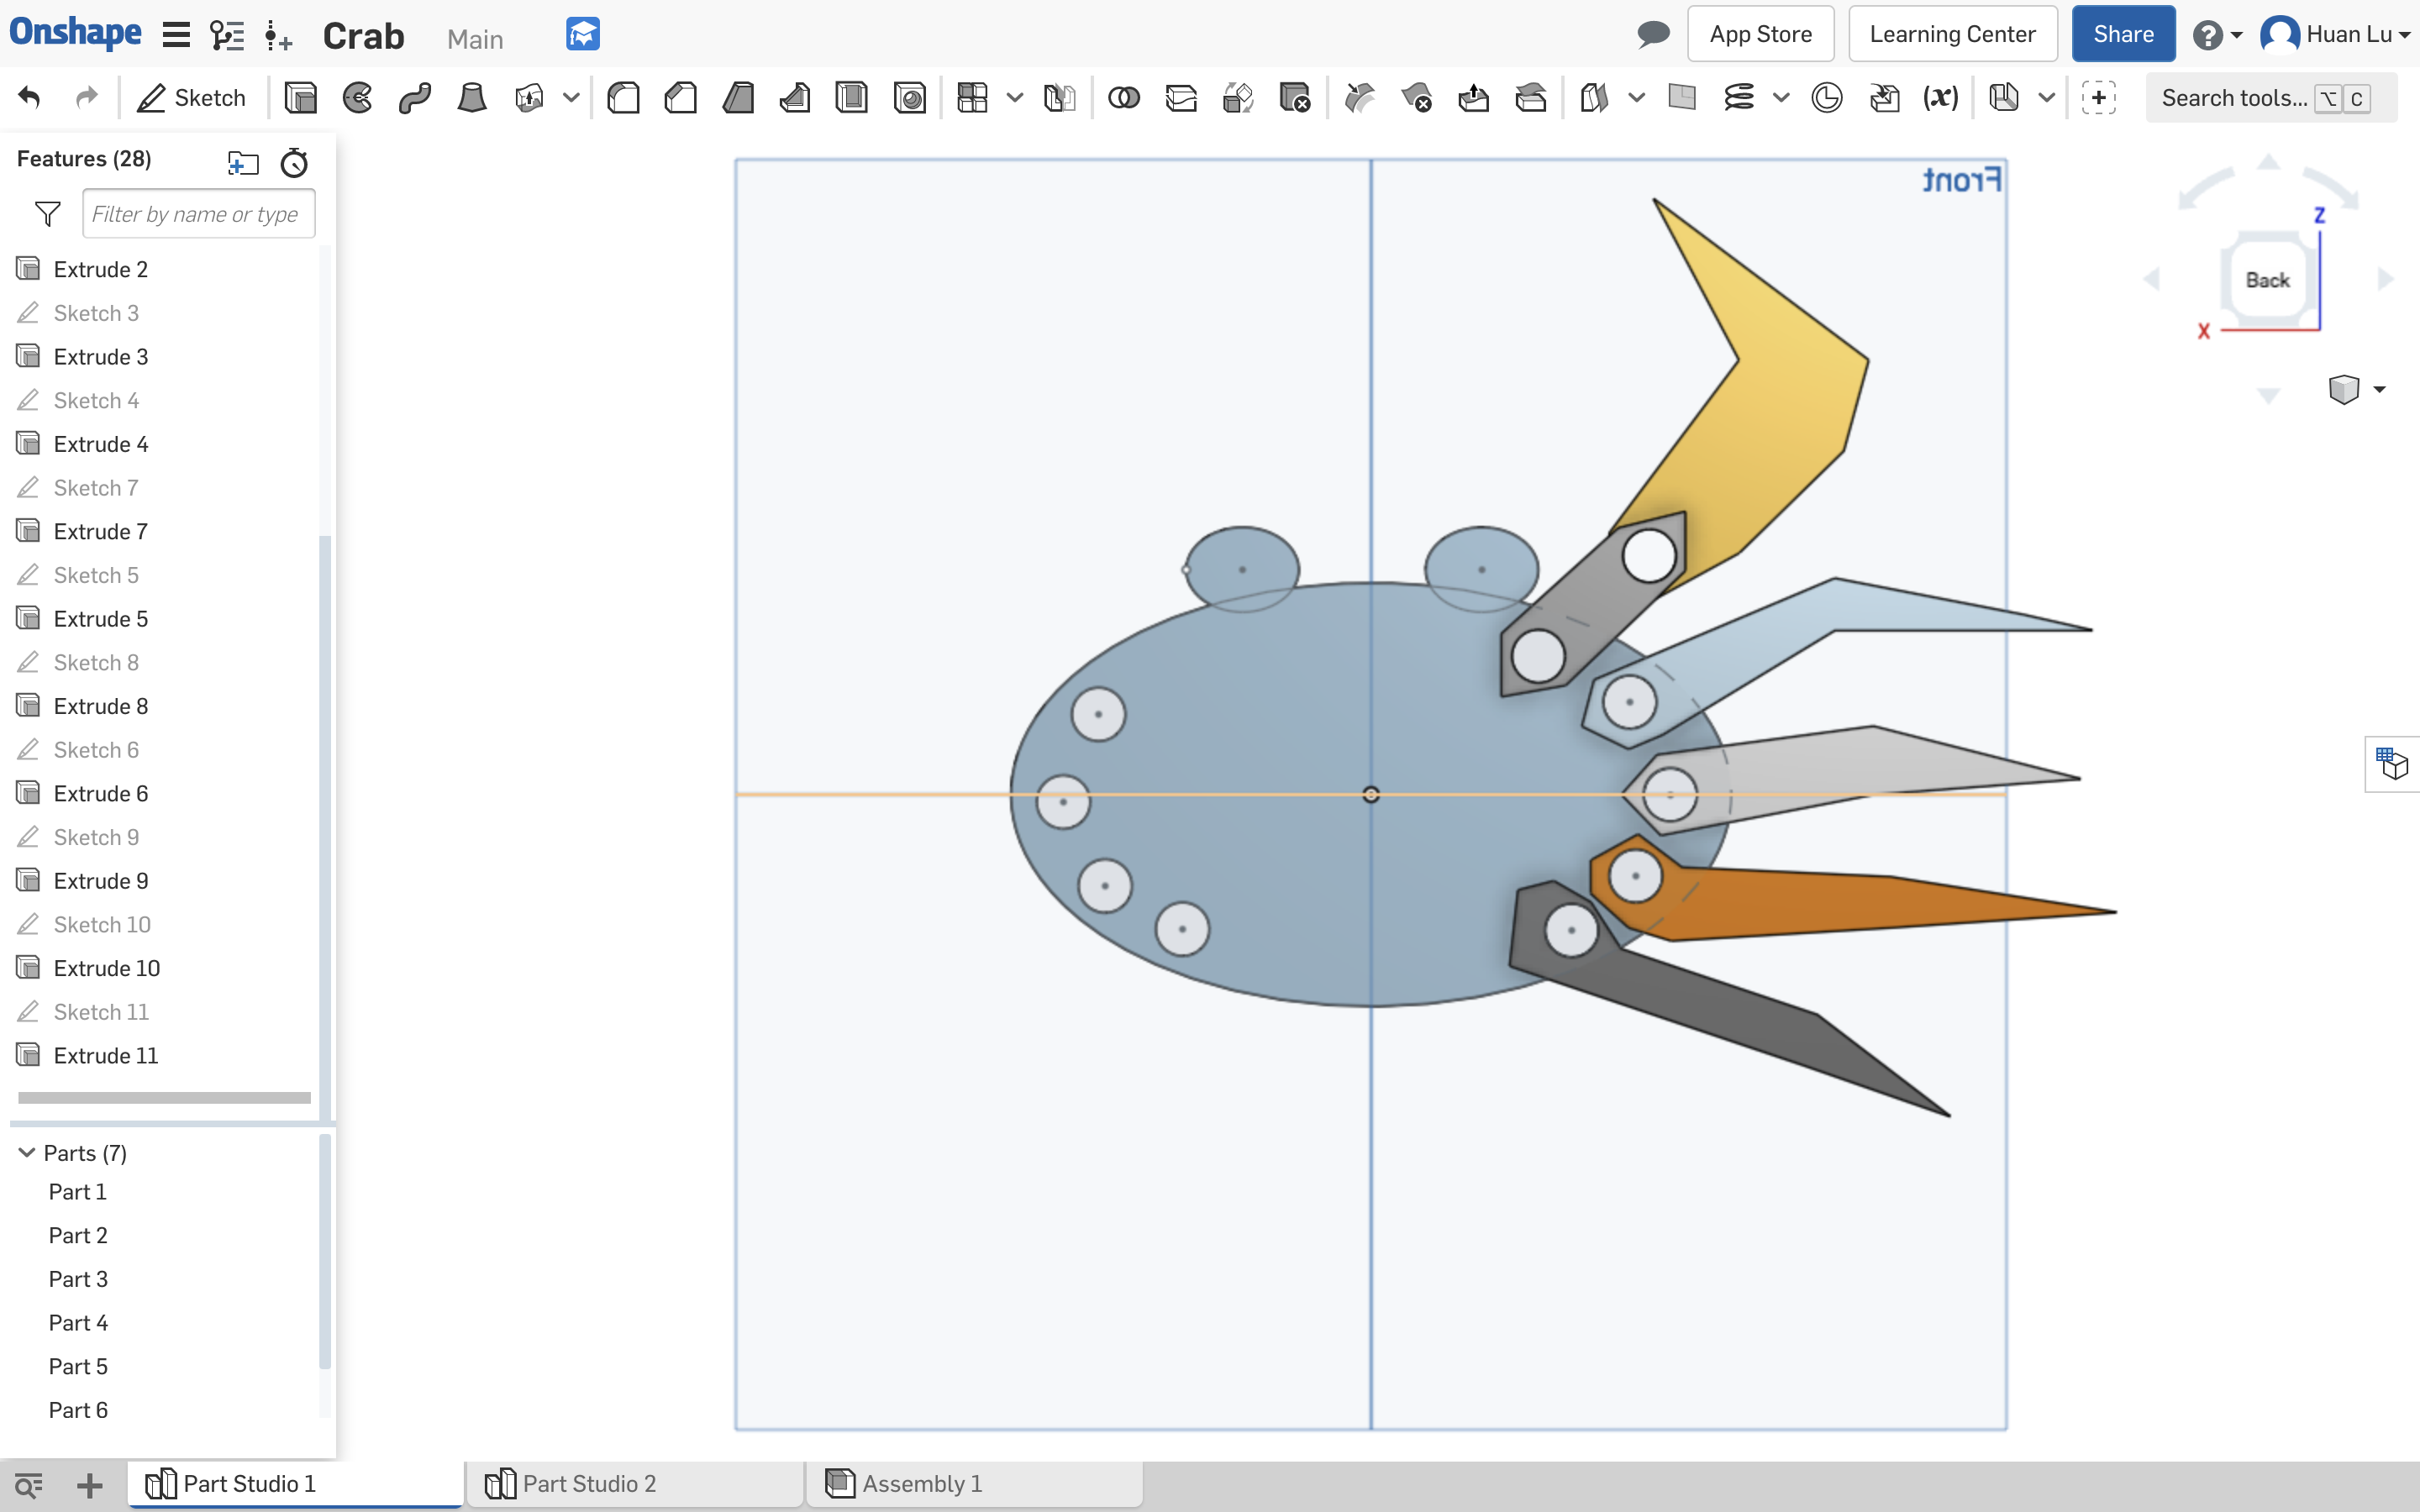 Onshape Crab Main App Store Learning Center Share Huan Lu
Sketch (x) Search tools... ⌥ C
Features (28)
Filter by name or type
Extrude 2
Sketch 3
Extrude 3
Sketch 4
Extrude 4
Sketch 7
Extrude 7
Sketch 5
Extrude 5
Sketch 8
Extrude 8
Sketch 6
Extrude 6
Sketch 9
Extrude 9
Sketch 10
Extrude 10
Sketch 11
Extrude 11
Parts (7)
Part 1
Part 2
Part 3
Part 4
Part 5
Part 6
Front
Z
Back
X
Part Studio 1 Part Studio 2 Assembly 1